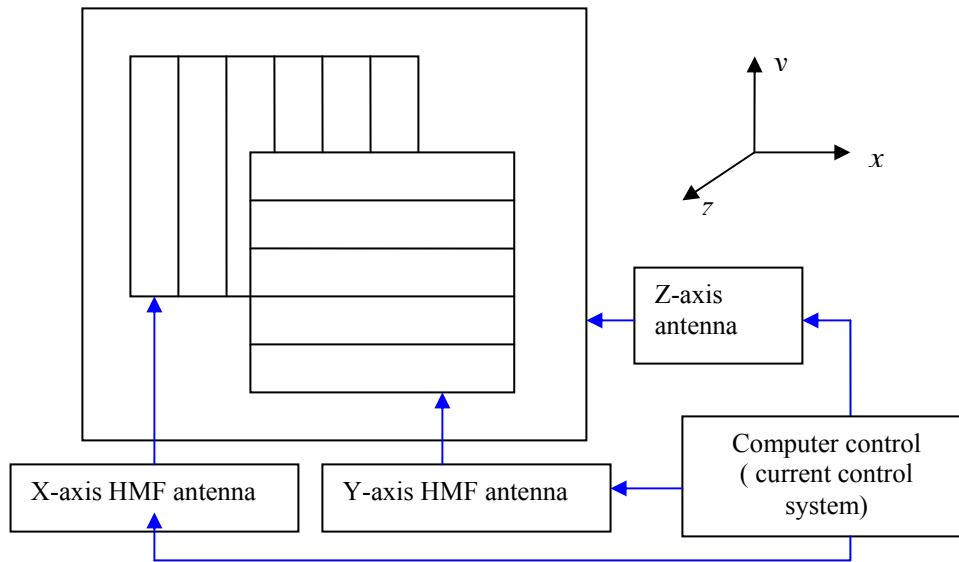 y
x
z
Z-axis
antenna
Computer control
( current control
system)
X-axis HMF antenna
Y-axis HMF antenna